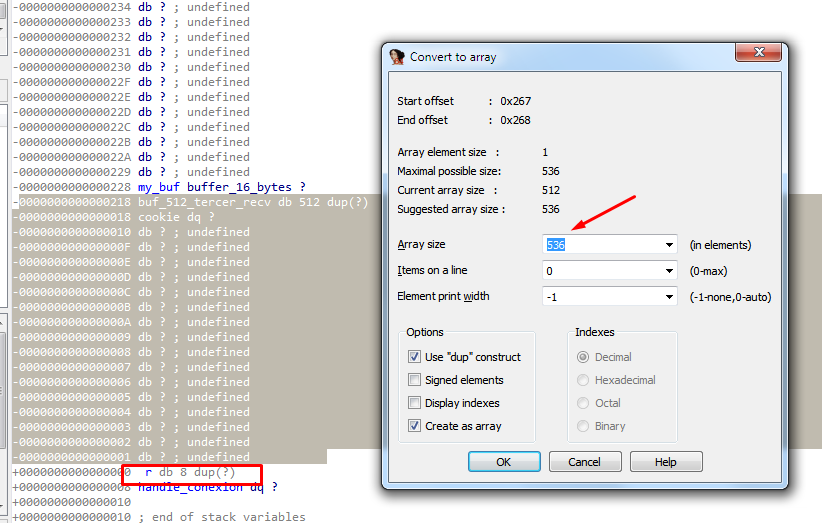 -0000000000000234 db ? ; undefined
-0000000000000233 db ? ; undefined
-0000000000000232 db ? ; undefined
-0000000000000231 db ? ; undefined
-0000000000000230 db ? ; undefined
-000000000000022F db ? ; undefined
-000000000000022E db ? ; undefined
-000000000000022D db ? ; undefined
-000000000000022C db ? ; undefined
-000000000000022B db ? ; undefined
-000000000000022A db ? ; undefined
-0000000000000229 db ? ; undefined
-0000000000000228 my_buf buffer_16_bytes ?
-0000000000000218 buf_512_tercer_recv db 512 dup(?)
-0000000000000018 cookie dq ?
-0000000000000010 db ? ; undefined
-000000000000000F db ? ; undefined
-000000000000000E db ? ; undefined
-000000000000000D db ? ; undefined
-000000000000000C db ? ; undefined
-000000000000000B db ? ; undefined
-000000000000000A db ? ; undefined
-0000000000000009 db ? ; undefined
-0000000000000008 db ? ; undefined
-0000000000000007 db ? ; undefined
-0000000000000006 db ? ; undefined
-0000000000000005 db ? ; undefined
-0000000000000004 db ? ; undefined
-0000000000000003 db ? ; undefined
-0000000000000002 db ? ; undefined
-0000000000000001 db ? ; undefined
+0000000000000000  r db 8 dup(?)
+0000000000000008 handle_conexion dq ?
+0000000000000010
+0000000000000010 ; end of stack variables
Convert to array
Start offset : 0x267
End offset : 0x268
Array element size : 1
Maximal possible size: 536
Current array size : 512
Suggested array size : 536
Array size 536 (in elements)
Items on a line 0 (0-max)
Element print width -1 (-1-none,0-auto)
Options
Use "dup" construct
Signed elements
Display indexes
Create as array
Indexes
Decimal
Hexadecimal
Octal
Binary
OK Cancel Help